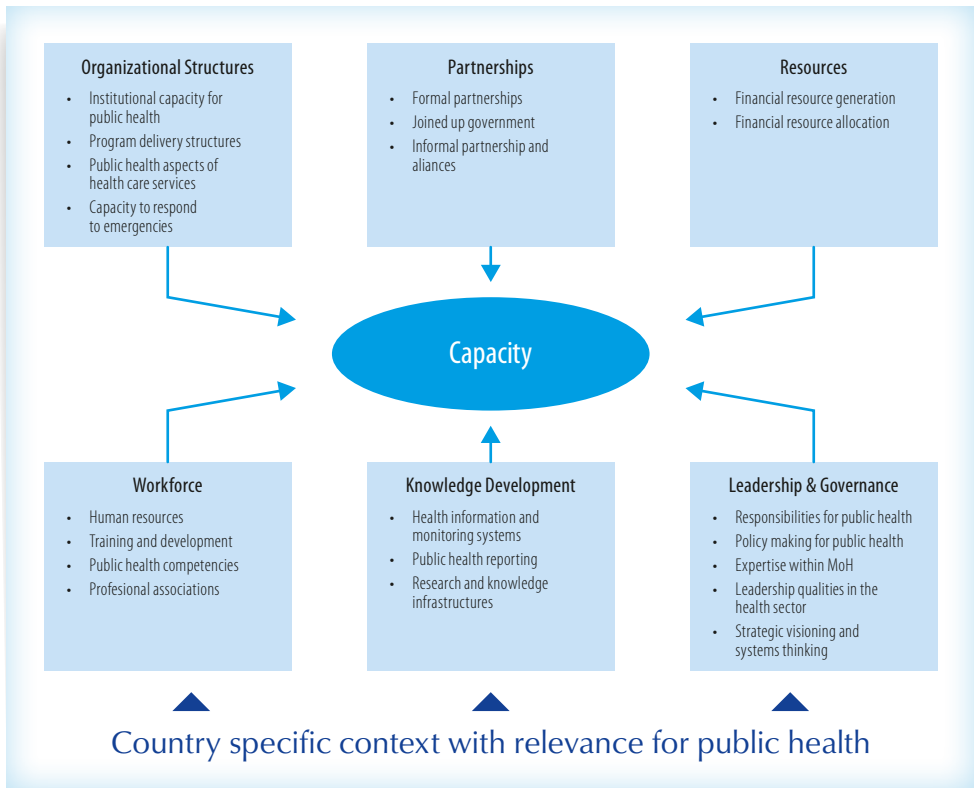 Organizational Structures
• Institutional capacity for
public health
• Program delivery structures
• Public health aspects of
health care services
• Capacity to respond
to emergencies
Partnerships
• Formal partnerships
• Joined up government
• Informal partnership and
aliances
Resources
• Financial resource generation
• Financial resource allocation
Capacity
Workforce
• Human resources
• Training and development
• Public health competencies
• Profesional associations
Knowledge Development
• Health information and
monitoring systems
• Public health reporting
• Research and knowledge
infrastructures
Leadership & Governance
• Responsibilities for public health
• Policy making for public health
• Expertise within MoH
• Leadership qualities in the
health sector
• Strategic visioning and
systems thinking
Country specific context with relevance for public health